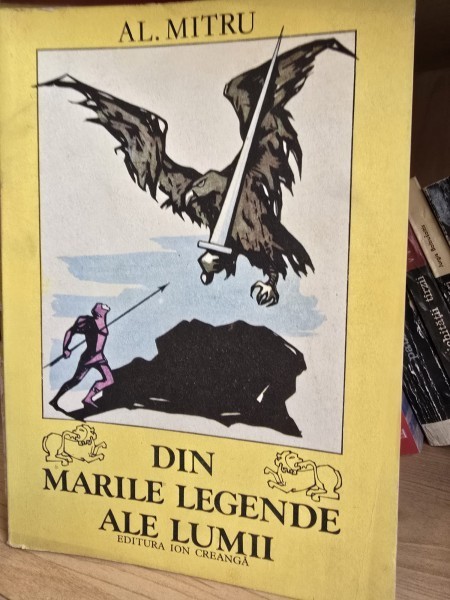 AL. MITRU
DIN
MARILE LEGENDE
ALE LUMII
EDITURA ION CREANGĂ